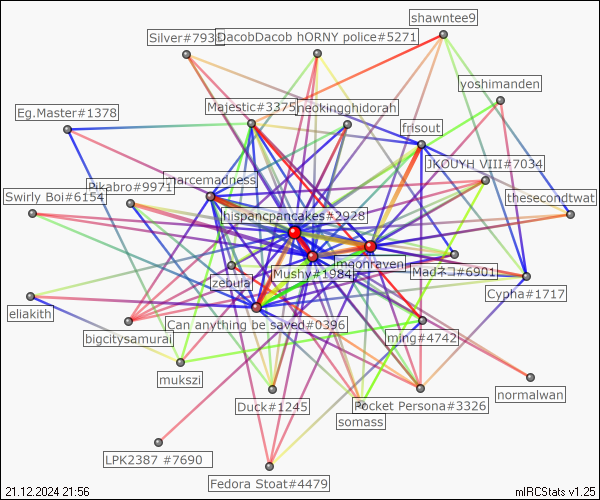 shawntee9
Silver#7931
DacobDacob hORNY police#5271
yoshimanden
Eg.Master#1378
Majestic#3375
neokingghidorah
frisout
JKOUYH VIII#7034
Pikabro#9971
narcemadness
Swirly Boi#6154
thesecondtwat
hispancpancakes#2928
imaonraven
Mushy#1984
Madネコ#6901
zebula
Cypha#1717
eliakith
Can anything be saved#0396
bigcitysamurai
ming#4742
mukszi
normalwan
Duck#1245
Pocket Persona#3326
somass
LPK2387 #7690
Fedora Stoat#4479
21.12.2024 21:56
mIRCStats v1.25